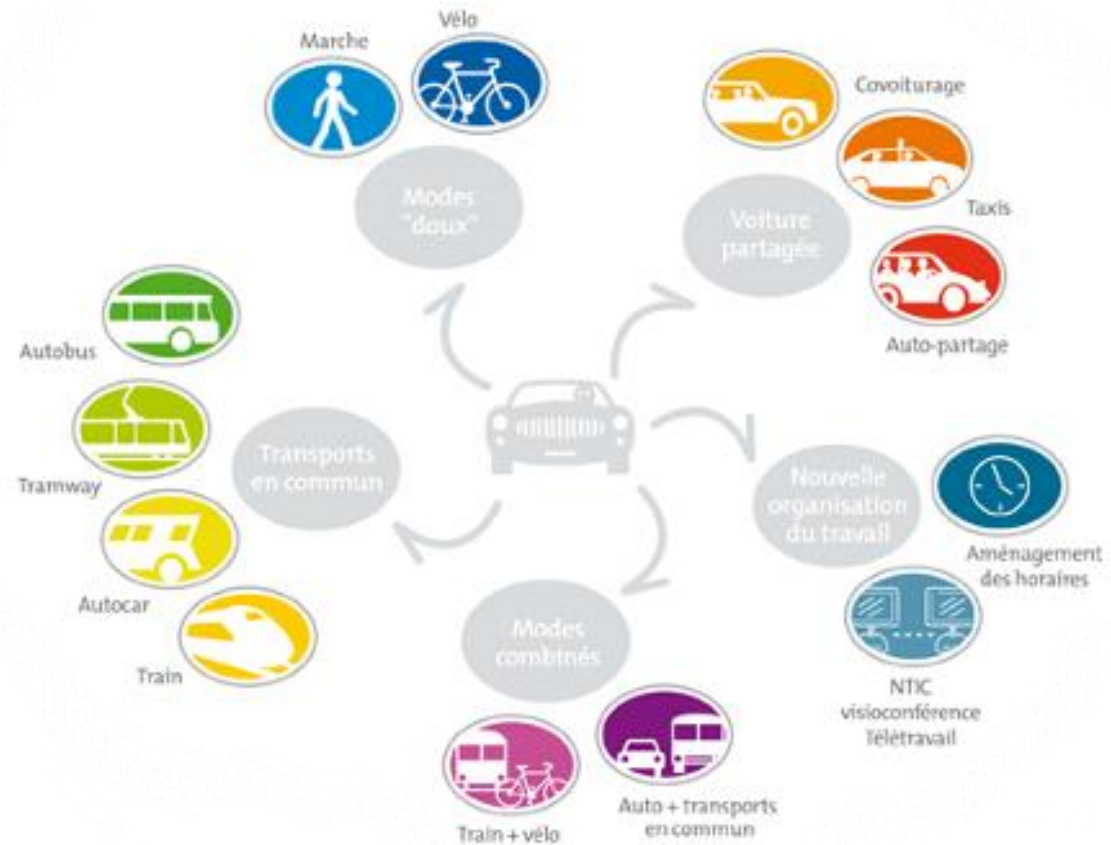 Marche
Vélo
Modes
"doux"
Covoiturage
Taxis
Auto-partage
Voiture
partagée
Autobus
Tramway
Autocar
Train
Transports
en commun
Nouvelle
organisation
du travail
Aménagement
des horaires
NTIC
visioconférence
Télétravail
Modes
combinés
Train + vélo
Auto + transports
en commun